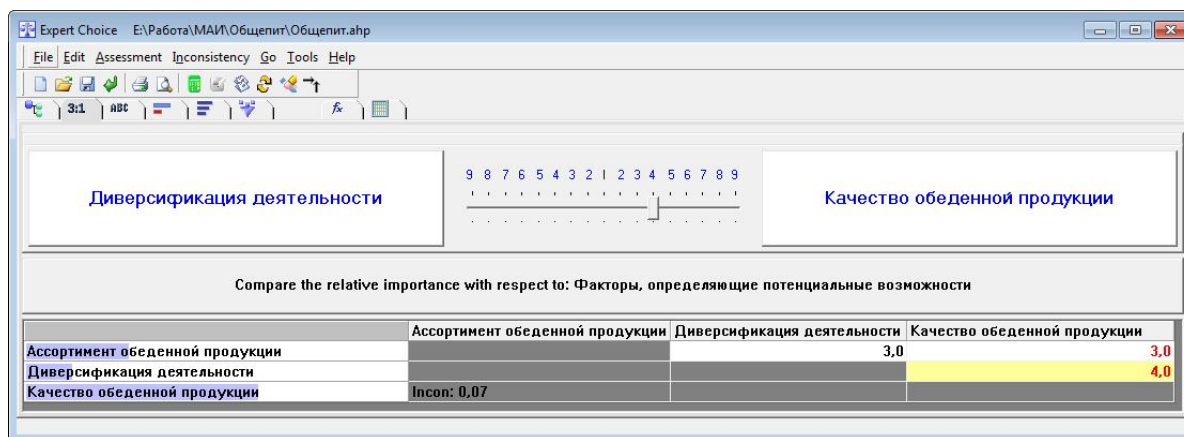 Expert Choice E:\Работа\МАИ\Общепит\Общепит.ahp
File Edit Assessment Inconsistency Go Tools Help
3:1 ABC fx
Диверсификация деятельности
9 8 7 6 5 4 3 2 1 2 3 4 5 6 7 8 9
Качество обеденной продукции
Compare the relative importance with respect to: Факторы, определяющие потенциальные возможности
Ассортимент обеденной продукции Диверсификация деятельности Качество обеденной продукции
Ассортимент обеденной продукции 3,0 3,0
Диверсификация деятельности 4,0
Качество обеденной продукции Incon: 0,07